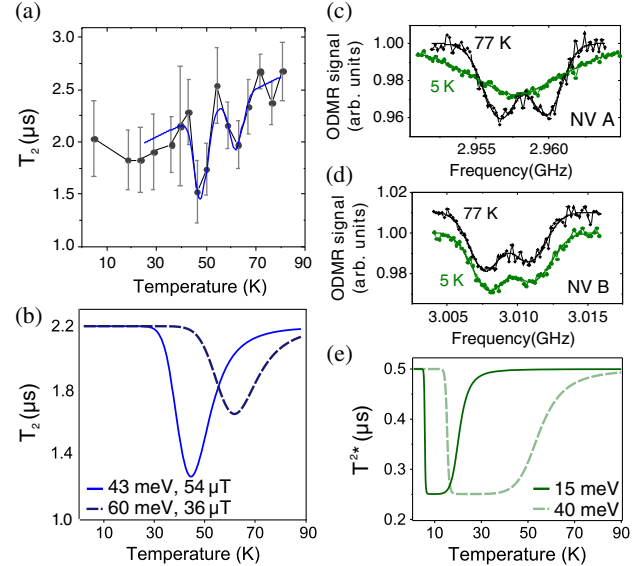 (a)
T₂ (µs)
3.0
2.5
2.0
1.5
1.0
10 30 50 70 90
Temperature (K)
(b)
T₂ (µs)
2.2
1.8
1.4
1.0
43 meV, 54 µT
60 meV, 36 µT
10 30 50 70 90
Temperature (K)
(c)
ODMR signal
(arb. units)
1.00
0.98
0.96
77 K
5 K
NV A
2.955 2.960
Frequency(GHz)
(d)
ODMR signal
(arb. units)
1.02
1.00
0.98
77 K
5 K
NV B
3.005 3.010 3.015
Frequency(GHz)
(e)
T²* (µs)
0.5
0.4
0.3
0.2
15 meV
40 meV
10 30 50 70 90
Temperature (K)